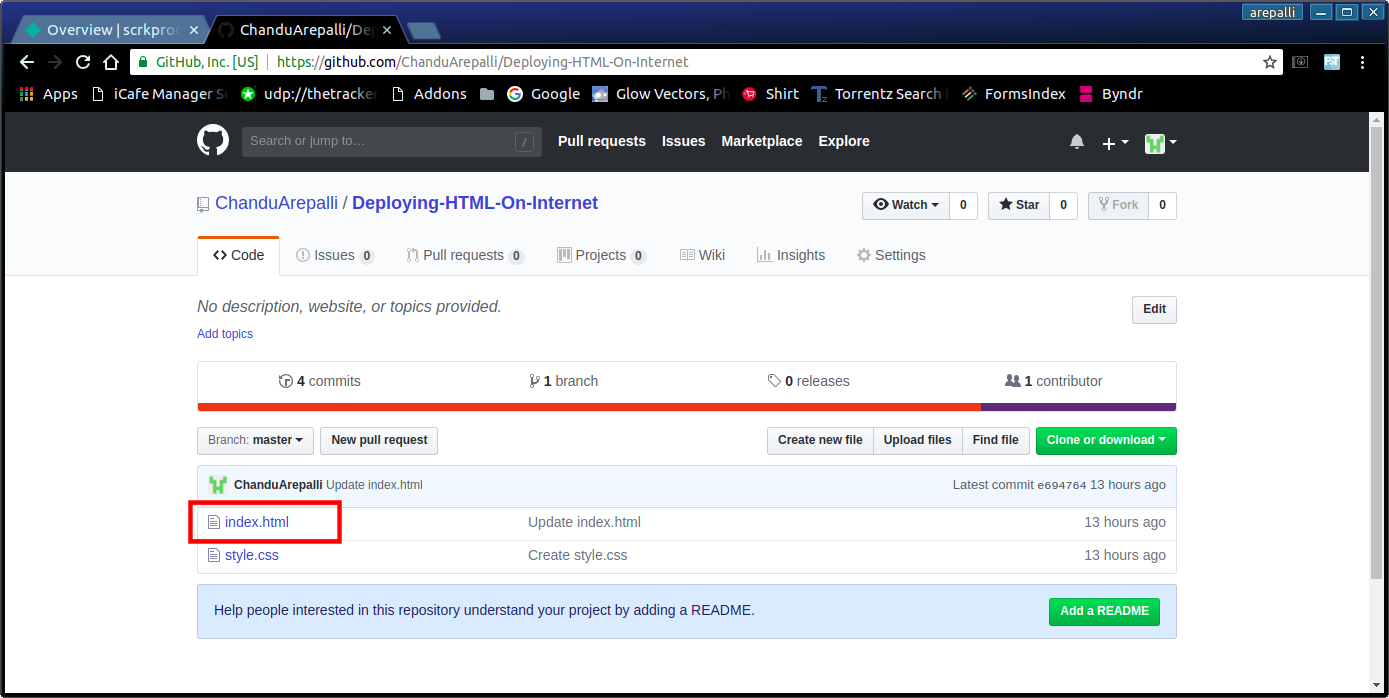 arepalli
Overview | scrkproc
ChanduArepalli/De
GitHub, Inc. [US] https://github.com/ChanduArepalli/Deploying-HTML-On-Internet
Apps iCafe Manager S udp://thetracker Addons Google Glow Vectors, Ph Shirt Torrentz Search FormsIndex Byndr
Search or jump to… / Pull requests Issues Marketplace Explore
ChanduArepalli / Deploying-HTML-On-Internet Watch 0 Star 0 Fork 0
Code Issues 0 Pull requests 0 Projects 0 Wiki Insights Settings
No description, website, or topics provided. Edit
Add topics
4 commits 1 branch 0 releases 1 contributor
Branch: master New pull request Create new file Upload files Find file Clone or download
ChanduArepalli Update index.html Latest commit e694764 13 hours ago
index.html Update index.html 13 hours ago
style.css Create style.css 13 hours ago
Help people interested in this repository understand your project by adding a README. Add a README